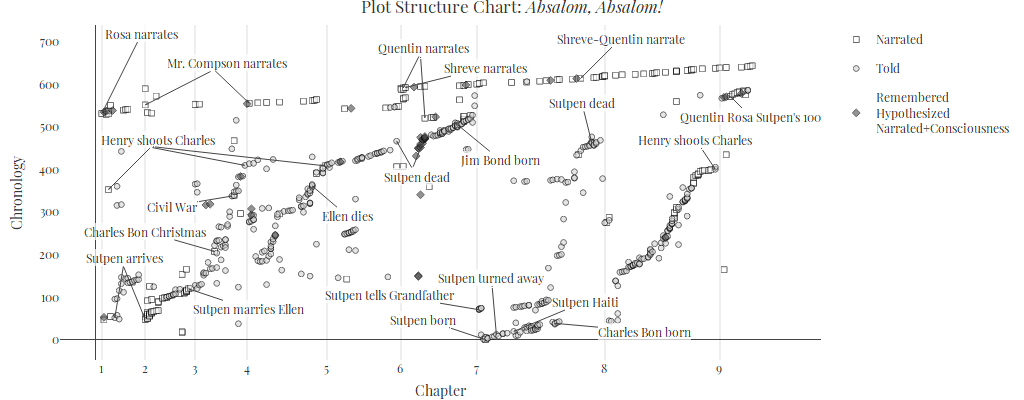 Plot Structure Chart: Absalom, Absalom!
Rosa narrates
Mr. Compson narrates
Quentin narrates
Shreve narrates
Shreve-Quentin narrate
Sutpen dead
Quentin Rosa Sutpen's 100
Henry shoots Charles
Henry shoots Charles
Jim Bond born
Sutpen dead
Civil War
Ellen dies
Charles Bon Christmas
Sutpen arrives
Sutpen turned away
Sutpen tells Grandfather
Sutpen Haiti
Sutpen marries Ellen
Sutpen born
Charles Bon born
Narrated
Told
Remembered
Hypothesized
Narrated+Consciousness
Chronology
700
600
500
400
300
200
100
0
1 2 3 4 5 6 7 8 9
Chapter